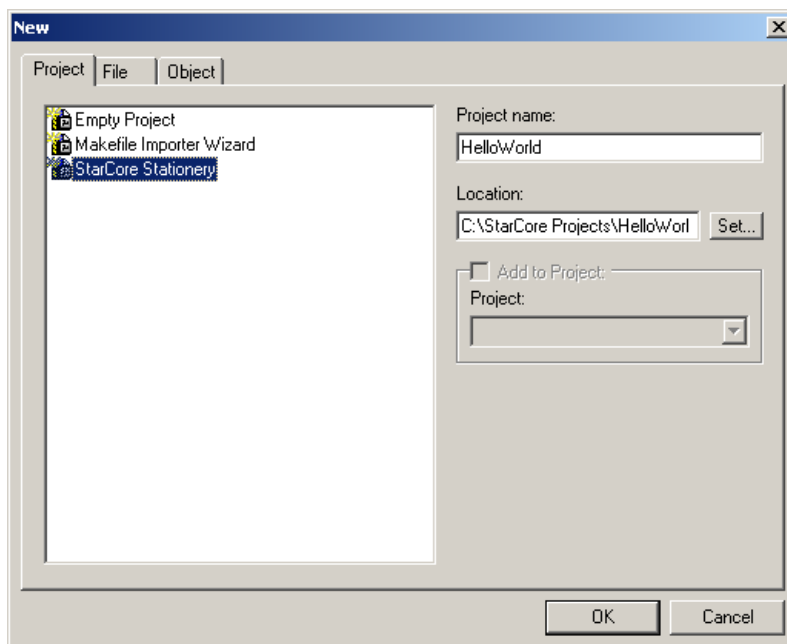 New
Project
File
Object
Empty Project
Makefile Importer Wizard
StarCore Stationery
Project name:
HelloWorld
Location:
C:\StarCore Projects\HelloWorl
Set...
Add to Project:
Project:
OK
Cancel